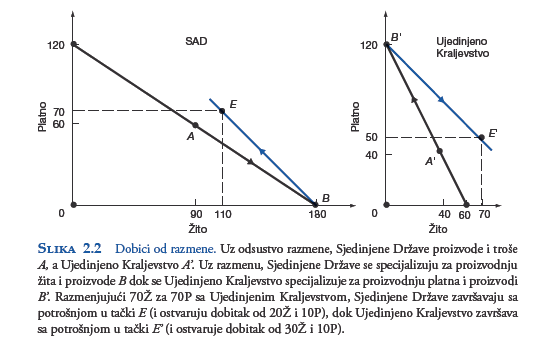 SAD
Ujedinjeno
Kraljevstvo
120
70
60
Platno
A
E
B
0
90 110
180
Žito
120
50
40
Platno
B'
A'
E'
0
40 60 70
Žito
SLIKA 2.2 Dobici od razmene. Uz odsustvo razmene, Sjedinjene Države proizvode i troše
A, a Ujedinjeno Kraljevstvo A'. Uz razmenu, Sjedinjene Države se specijalizuju za proizvodnju
žita i proizvode B dok se Ujedinjeno Kraljevstvo specijalizuje za proizvodnju platna i proizvodi
B'. Razmenjujući 70Ž za 70P sa Ujedinjenim Kraljevstvom, Sjedinjene Države završavaju sa
potrošnjom u tački E (i ostvaruju dobitak od 20Ž i 10P), dok Ujedinjeno Kraljevstvo završava
sa potrošnjom u tački E' (i ostvaruje dobitak od 30Ž i 10P).